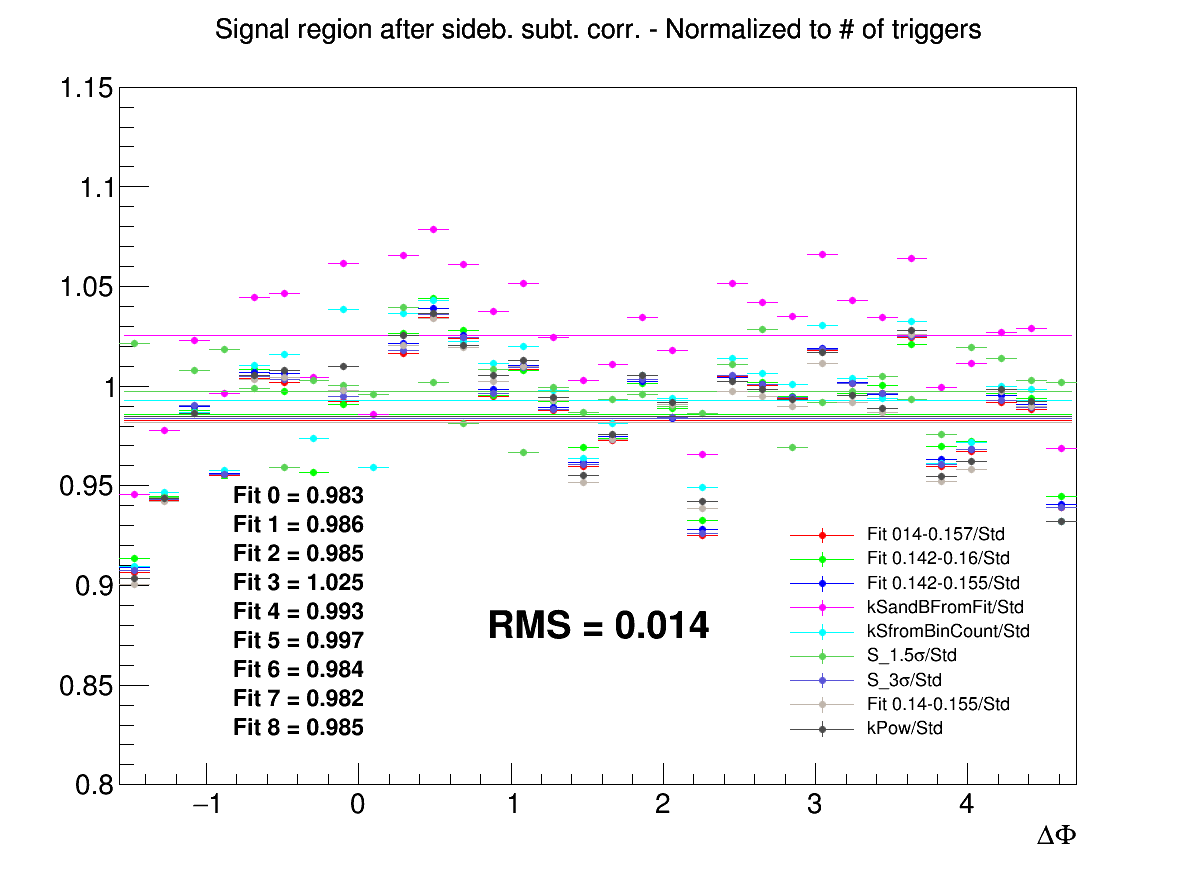 Signal region after sideb. subt. corr. - Normalized to # of triggers
1.15
1.1
1.05
1
0.95
0.9
0.85
0.8
Fit 0 = 0.983
Fit 1 = 0.986
Fit 2 = 0.985
Fit 3 = 1.025
Fit 4 = 0.993
Fit 5 = 0.997
Fit 6 = 0.984
Fit 7 = 0.982
Fit 8 = 0.985
RMS = 0.014
Fit 014-0.157/Std
Fit 0.142-0.16/Std
Fit 0.142-0.155/Std
kSandBFromFit/Std
kSfromBinCount/Std
S_1.5σ/Std
S_3σ/Std
Fit 0.14-0.155/Std
kPow/Std
−1 0 1 2 3 4
ΔΦ